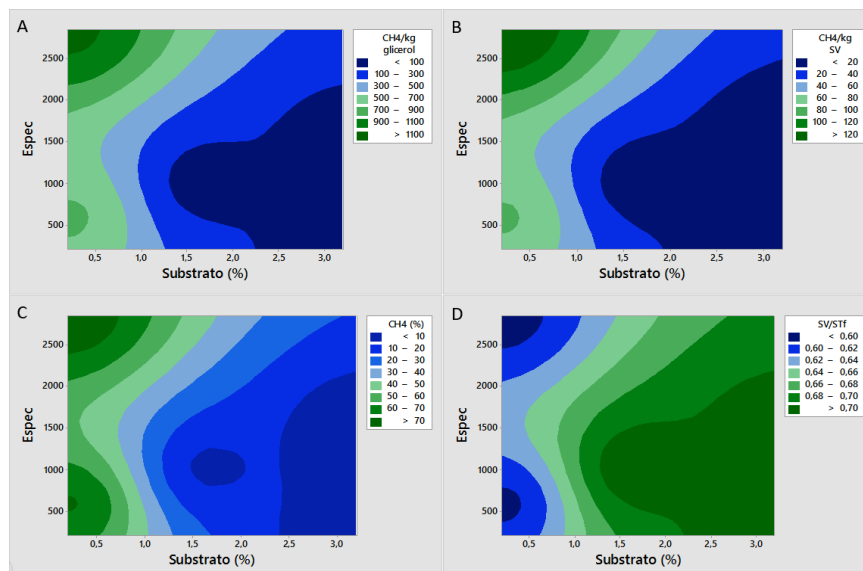 A
CH4/kg
glicerol
< 100
100 – 300
300 – 500
500 – 700
700 – 900
900 – 1100
> 1100
Espec
2500
2000
1500
1000
500
0,5 1,0 1,5 2,0 2,5 3,0
Substrato (%)
B
CH4/kg
SV
< 20
20 – 40
40 – 60
60 – 80
80 – 100
100 – 120
> 120
Espec
2500
2000
1500
1000
500
0,5 1,0 1,5 2,0 2,5 3,0
Substrato (%)
C
CH4 (%)
< 10
10 – 20
20 – 30
30 – 40
40 – 50
50 – 60
60 – 70
> 70
Espec
2500
2000
1500
1000
500
0,5 1,0 1,5 2,0 2,5 3,0
Substrato (%)
D
SV/STf
< 0,60
0,60 – 0,62
0,62 – 0,64
0,64 – 0,66
0,66 – 0,68
0,68 – 0,70
> 0,70
Espec
2500
2000
1500
1000
500
0,5 1,0 1,5 2,0 2,5 3,0
Substrato (%)